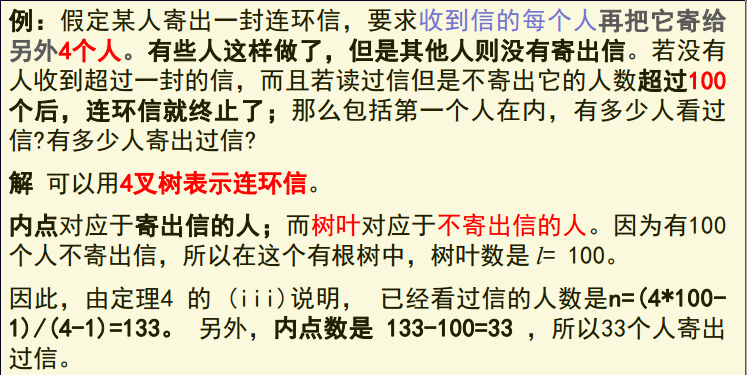 例：假定某人寄出一封连环信，要求收到信的每个人再把它寄给
另外4个人。有些人这样做了，但是其他人则没有寄出信。若没有
人收到超过一封的信，而且若读过信但是不寄出它的人数超过100
个后，连环信就终止了；那么包括第一个人在内，有多少人看过
信?有多少人寄出过信?
解 可以用4叉树表示连环信。
内点对应于寄出信的人；而树叶对应于不寄出信的人。因为有100
个人不寄出信，所以在这个有根树中，树叶数是 l= 100。
因此，由定理4 的 (iii)说明， 已经看过信的人数是n=(4*100-
1)/(4-1)=133。 另外，内点数是 133-100=33 ，所以33个人寄出
过信。